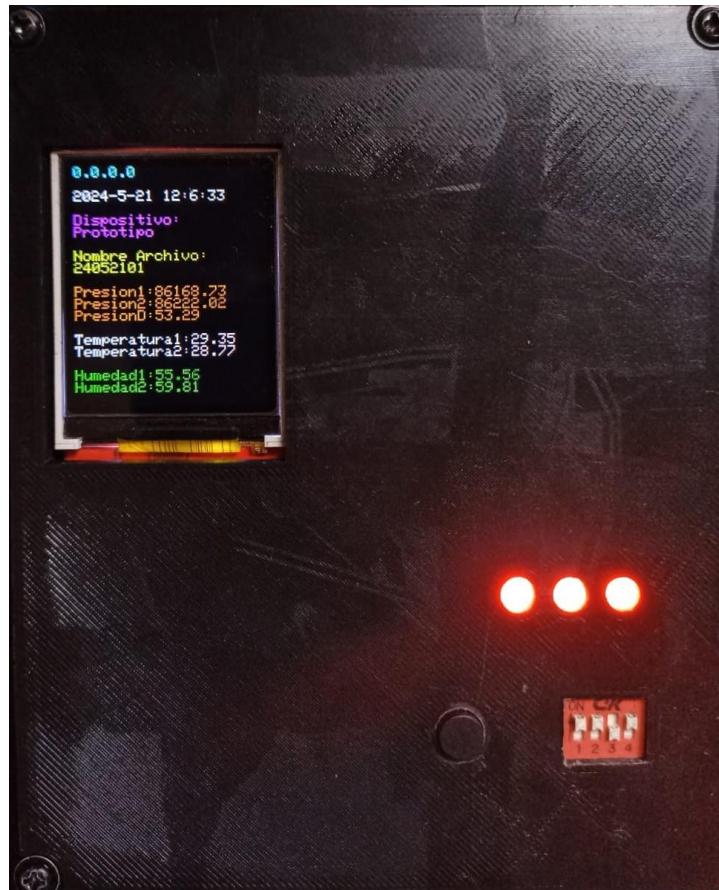 0.0.0.0
2024-5-21 12:6:33
Dispositivo:
Prototipo
Nombre Archivo:
24052101
Presion1:86168.73
Presion2:86222.02
PresionD:53.29
Temperatura1:29.35
Temperatura2:28.77
Humedad1:55.56
Humedad2:59.81
ON CK
1 2 3 4